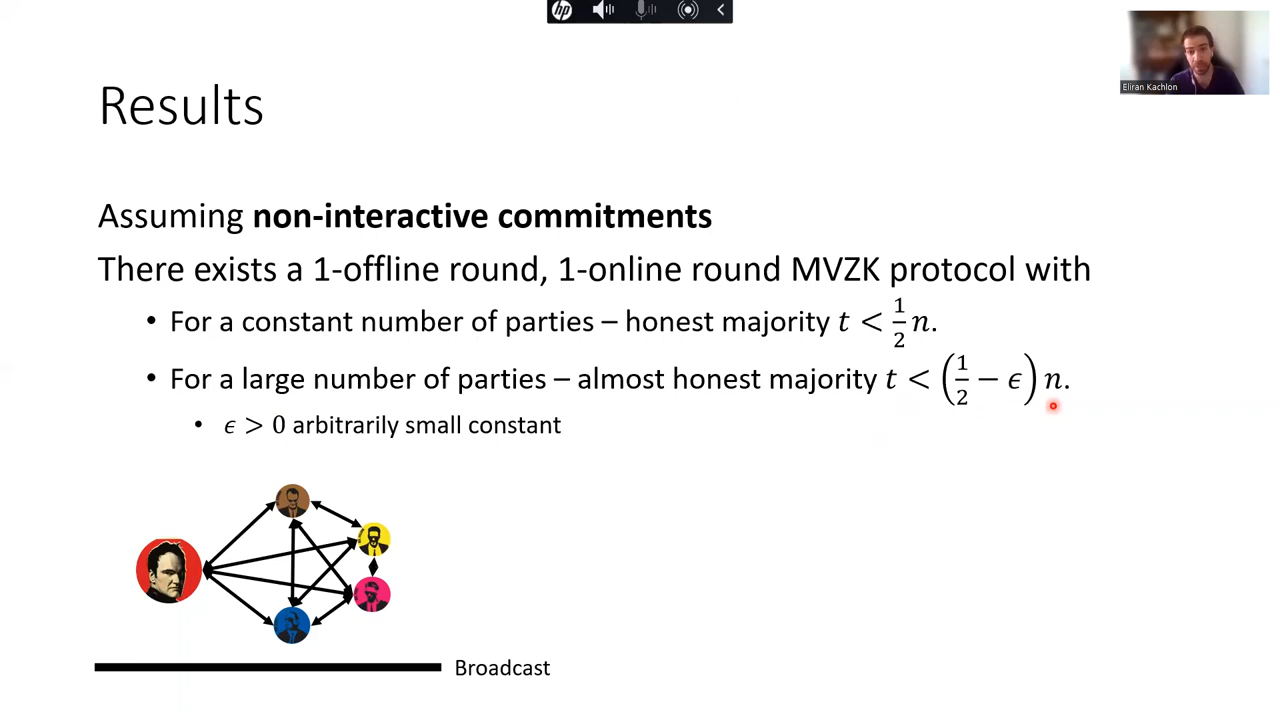 hp
Eliran Kachlon
Results
Assuming non-interactive commitments
There exists a 1-offline round, 1-online round MVZK protocol with
• For a constant number of parties – honest majority t < 1/2 n.
• For a large number of parties – almost honest majority t < (1/2 − ϵ) n.
• ϵ > 0 arbitrarily small constant
Broadcast